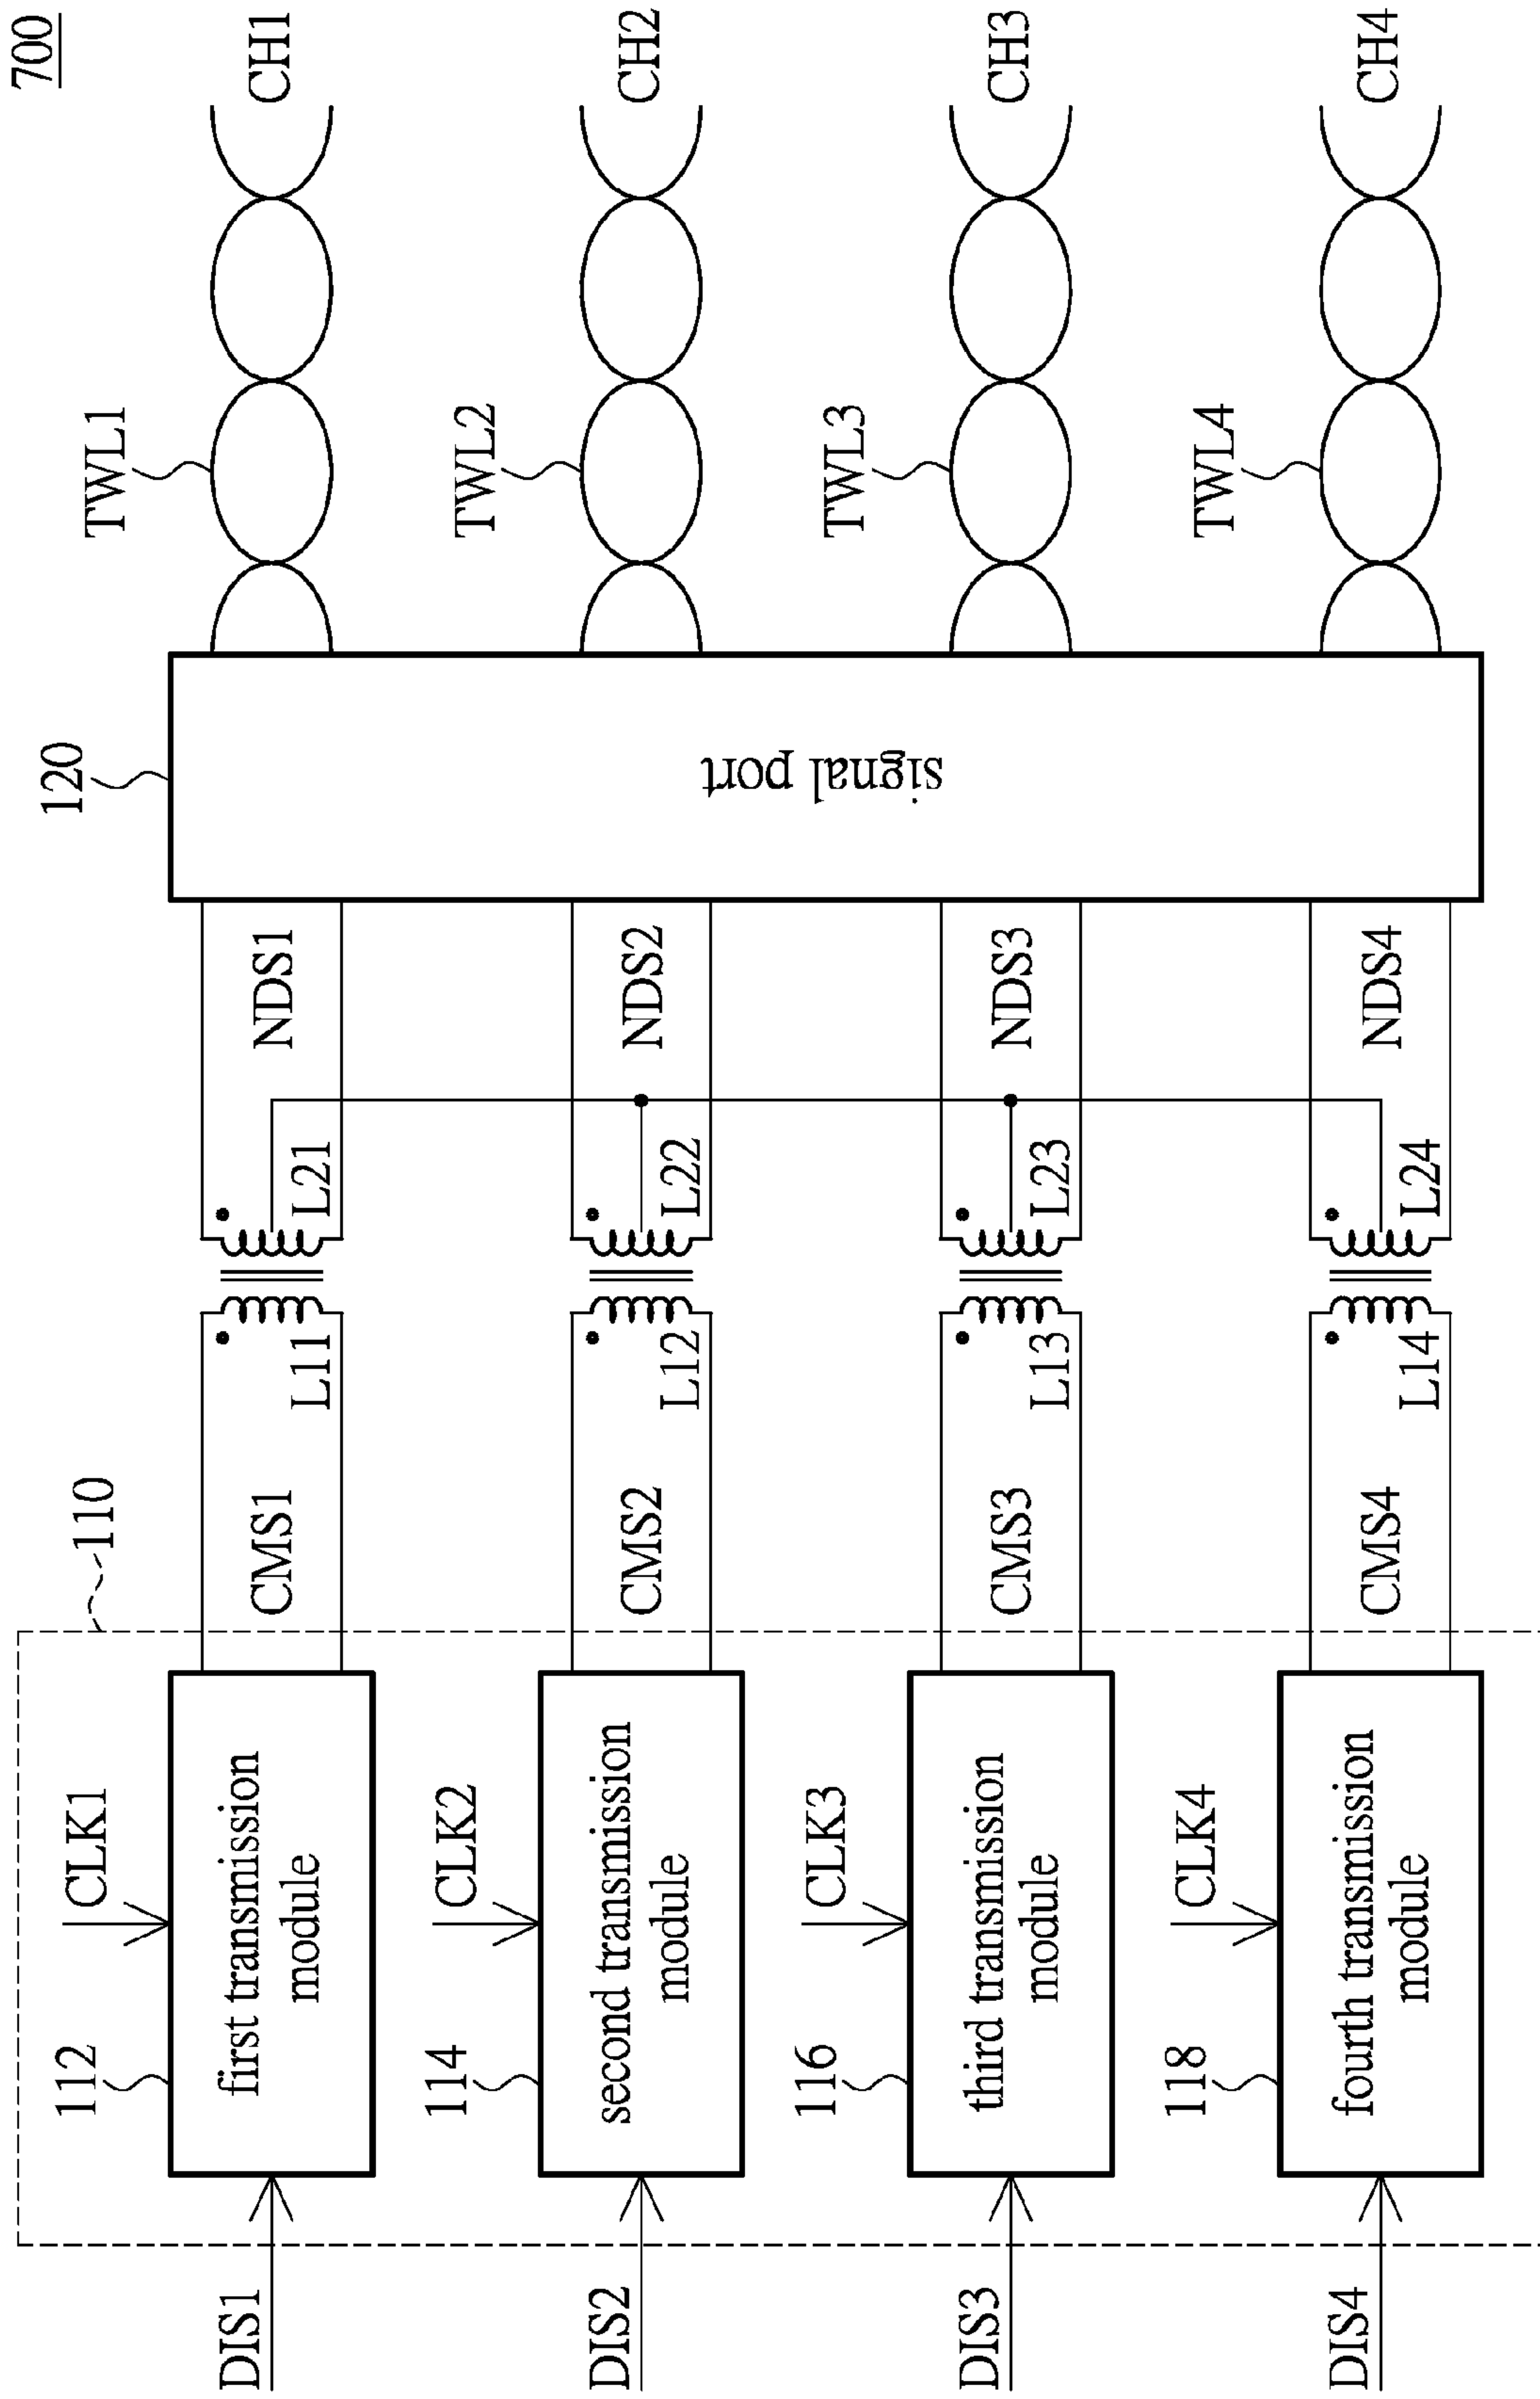 700
110
DIS1
112
CLK1
first transmission
module
CMS1
L11
L21
NDS1
120
signal port
TWL1
CH1
DIS2
114
CLK2
second transmission
module
CMS2
L12
L22
NDS2
TWL2
CH2
DIS3
116
CLK3
third transmission
module
CMS3
L13
L23
NDS3
TWL3
CH3
DIS4
118
CLK4
fourth transmission
module
CMS4
L14
L24
NDS4
TWL4
CH4